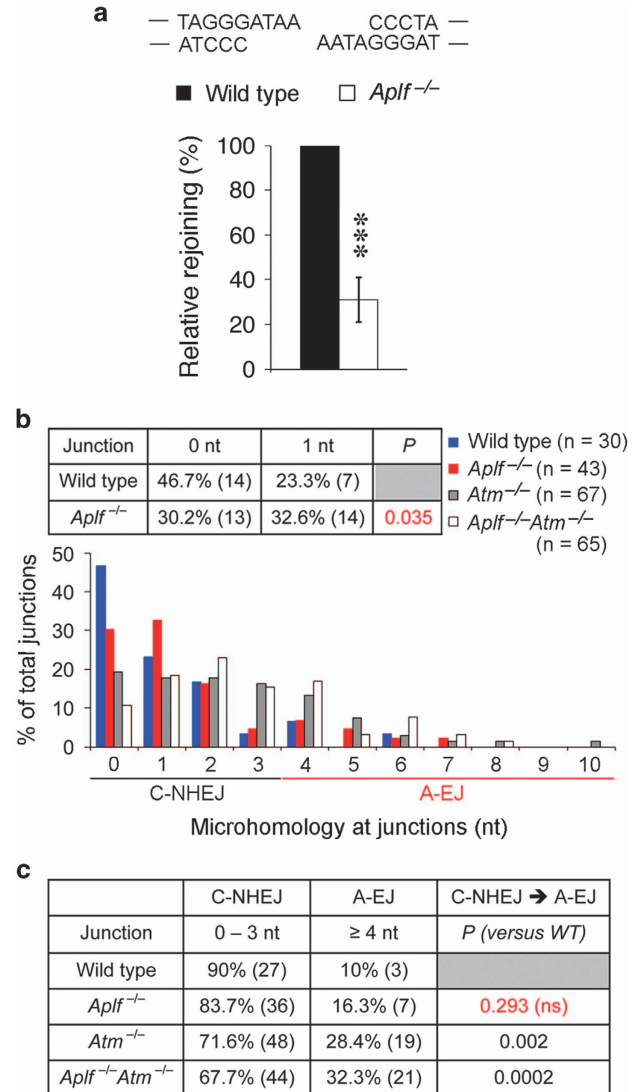 a
— TAGGGATAA CCCTA
— ATCCC AATAGGGAT —
Wild type Aplf –/–
Relative rejoining (%)
100
80
60
40
20
0
***
b
Junction 0 nt 1 nt P
Wild type 46.7% (14) 23.3% (7)
Aplf –/– 30.2% (13) 32.6% (14) 0.035
Wild type (n = 30)
Aplf –/– (n = 43)
Atm –/– (n = 67)
Aplf –/–Atm –/–
(n = 65)
% of total junctions
50
40
30
20
10
0
0 1 2 3 4 5 6 7 8 9 10
C-NHEJ A-EJ
Microhomology at junctions (nt)
c
C-NHEJ A-EJ C-NHEJ ➔ A-EJ
Junction 0 – 3 nt ≥ 4 nt P (versus WT)
Wild type 90% (27) 10% (3)
Aplf –/– 83.7% (36) 16.3% (7) 0.293 (ns)
Atm –/– 71.6% (48) 28.4% (19) 0.002
Aplf –/–Atm –/– 67.7% (44) 32.3% (21) 0.0002